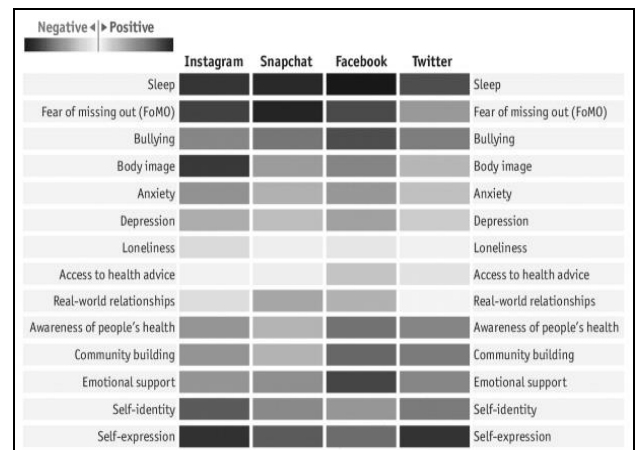 Negative ◂|▸ Positive
Instagram Snapchat Facebook Twitter
Sleep Sleep
Fear of missing out (FoMO) Fear of missing out (FoMO)
Bullying Bullying
Body image Body image
Anxiety Anxiety
Depression Depression
Loneliness Loneliness
Access to health advice Access to health advice
Real-world relationships Real-world relationships
Awareness of people's health Awareness of people's health
Community building Community building
Emotional support Emotional support
Self-identity Self-identity
Self-expression Self-expression